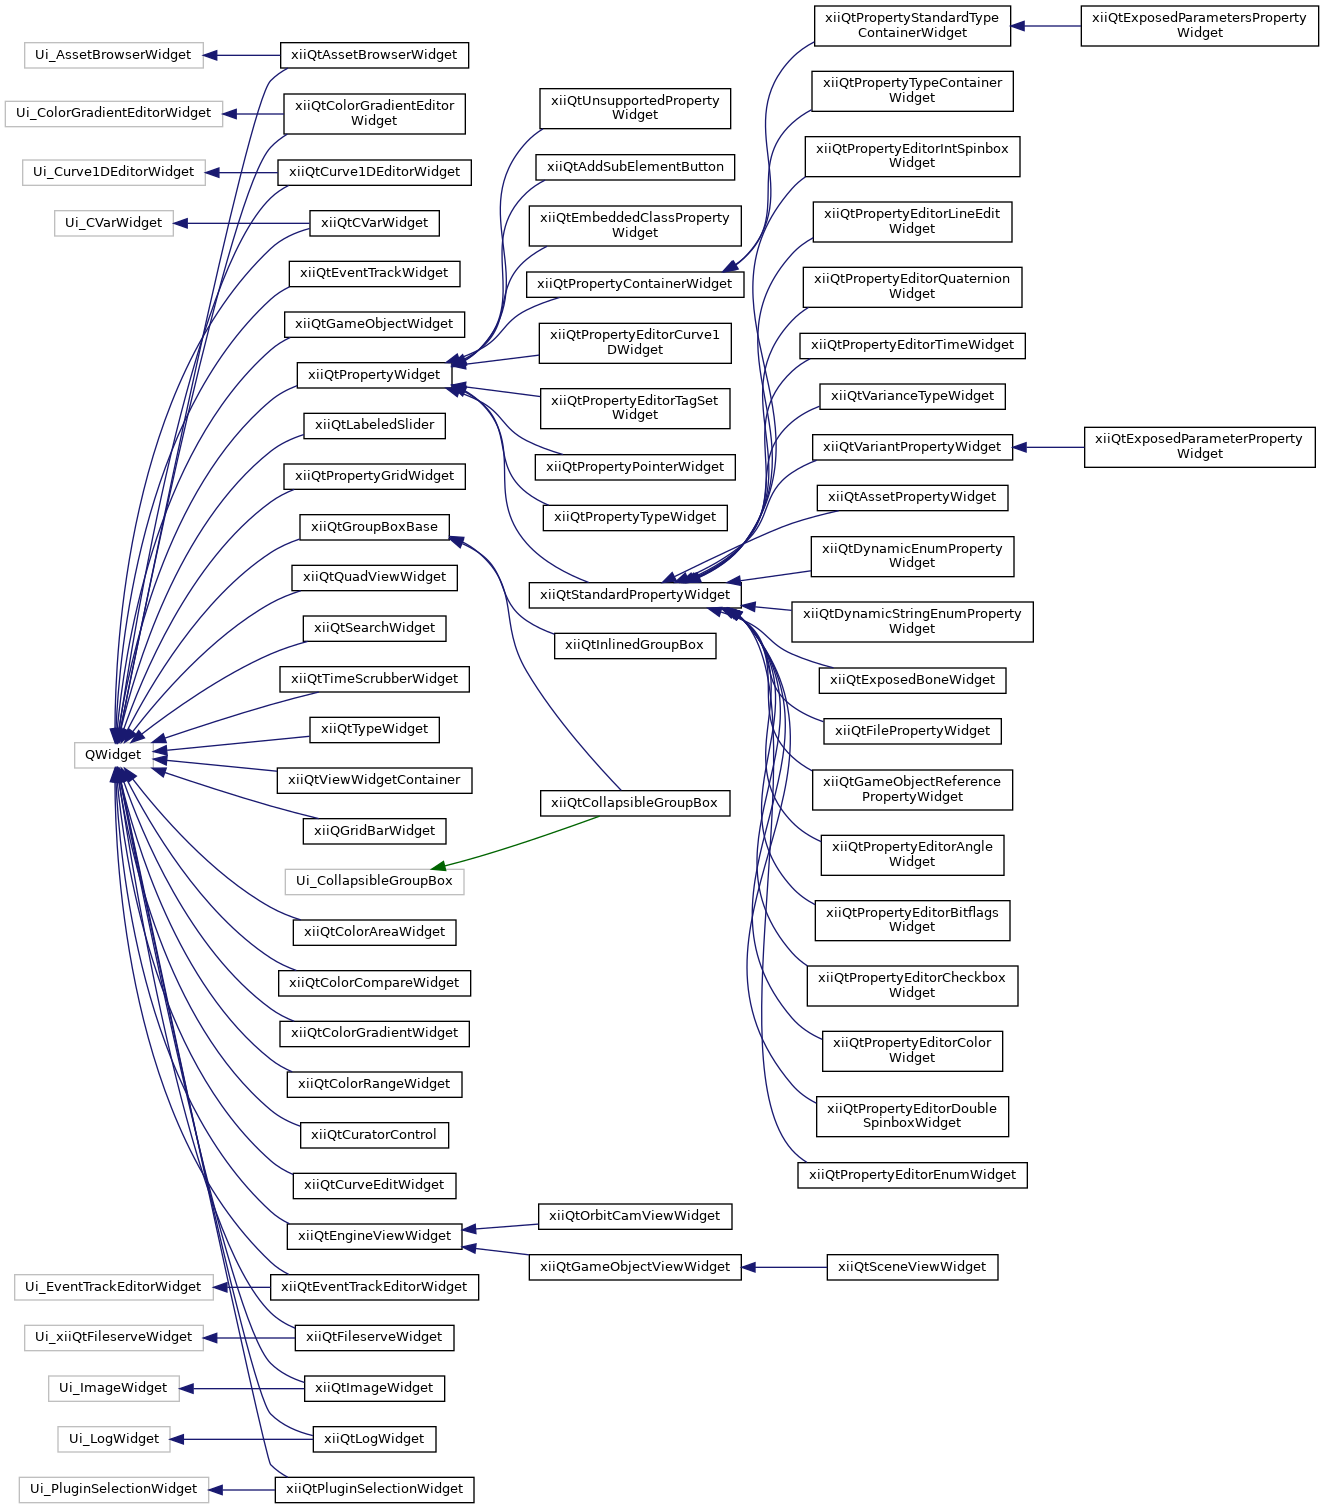 Ui_AssetBrowserWidget
Ui_ColorGradientEditorWidget
Ui_Curve1DEditorWidget
Ui_CVarWidget
QWidget
Ui_EventTrackEditorWidget
Ui_xiiQtFileserveWidget
Ui_ImageWidget
Ui_LogWidget
Ui_PluginSelectionWidget
xiiQtAssetBrowserWidget
xiiQtColorGradientEditor
Widget
xiiQtCurve1DEditorWidget
xiiQtCVarWidget
xiiQtEventTrackWidget
xiiQtGameObjectWidget
xiiQtPropertyWidget
xiiQtLabeledSlider
xiiQtPropertyGridWidget
xiiQtGroupBoxBase
xiiQtQuadViewWidget
xiiQtSearchWidget
xiiQtTimeScrubberWidget
xiiQtTypeWidget
xiiQtViewWidgetContainer
xiiQGridBarWidget
Ui_CollapsibleGroupBox
xiiQtColorAreaWidget
xiiQtColorCompareWidget
xiiQtColorGradientWidget
xiiQtColorRangeWidget
xiiQtCuratorControl
xiiQtCurveEditWidget
xiiQtEngineViewWidget
xiiQtEventTrackEditorWidget
xiiQtFileserveWidget
xiiQtImageWidget
xiiQtLogWidget
xiiQtPluginSelectionWidget
xiiQtUnsupportedProperty
Widget
xiiQtAddSubElementButton
xiiQtEmbeddedClassProperty
Widget
xiiQtPropertyContainerWidget
xiiQtPropertyEditorCurve1
DWidget
xiiQtPropertyEditorTagSet
Widget
xiiQtPropertyPointerWidget
xiiQtPropertyTypeWidget
xiiQtStandardPropertyWidget
xiiQtInlinedGroupBox
xiiQtCollapsibleGroupBox
xiiQtOrbitCamViewWidget
xiiQtGameObjectViewWidget
xiiQtPropertyStandardType
ContainerWidget
xiiQtPropertyTypeContainer
Widget
xiiQtPropertyEditorIntSpinbox
Widget
xiiQtPropertyEditorLineEdit
Widget
xiiQtPropertyEditorQuaternion
Widget
xiiQtPropertyEditorTimeWidget
xiiQtVarianceTypeWidget
xiiQtVariantPropertyWidget
xiiQtAssetPropertyWidget
xiiQtDynamicEnumProperty
Widget
xiiQtDynamicStringEnumProperty
Widget
xiiQtExposedBoneWidget
xiiQtFilePropertyWidget
xiiQtGameObjectReference
PropertyWidget
xiiQtPropertyEditorAngle
Widget
xiiQtPropertyEditorBitflags
Widget
xiiQtPropertyEditorCheckbox
Widget
xiiQtPropertyEditorColor
Widget
xiiQtPropertyEditorDouble
SpinboxWidget
xiiQtPropertyEditorEnumWidget
xiiQtSceneViewWidget
xiiQtExposedParametersProperty
Widget
xiiQtExposedParameterProperty
Widget